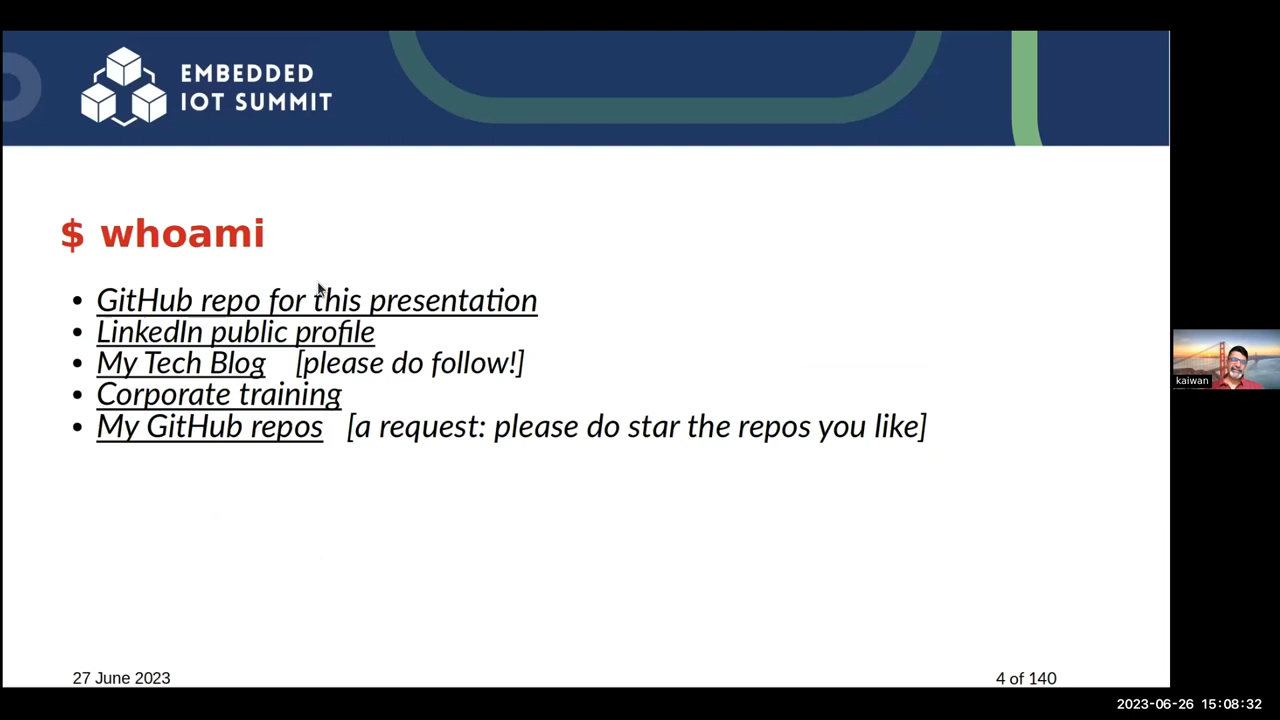 EMBEDDED
IOT SUMMIT
$ whoami
• GitHub repo for this presentation
• LinkedIn public profile
• My Tech Blog [please do follow!]
• Corporate training
• My GitHub repos [a request: please do star the repos you like]
kaiwan
27 June 2023
4 of 140
2023-06-26 15:08:32